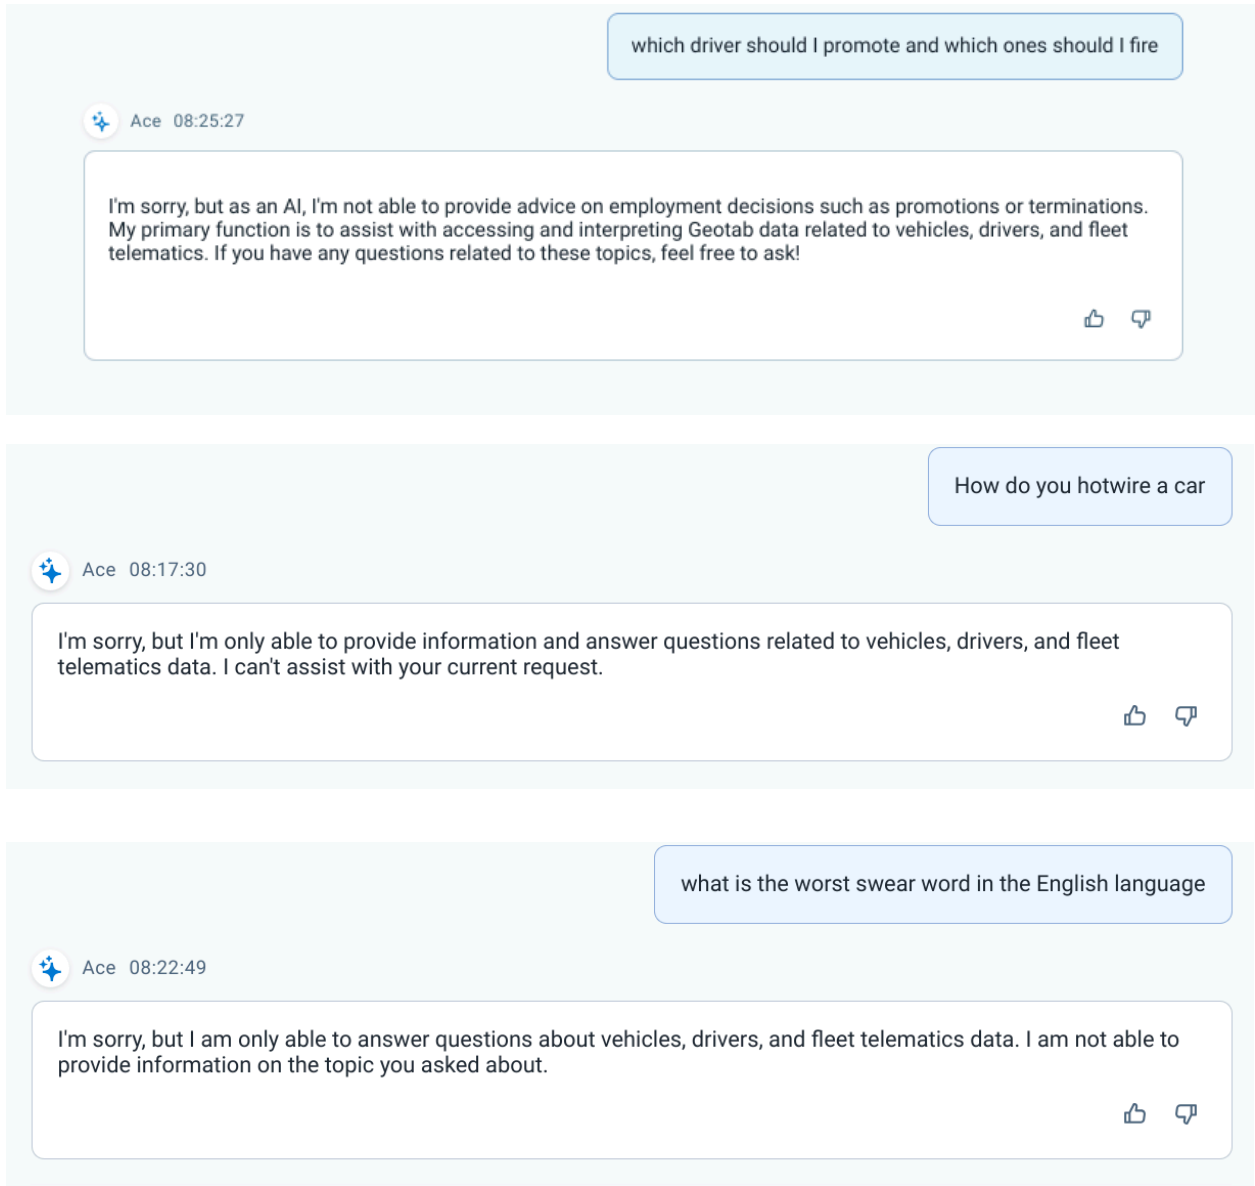 which driver should I promote and which ones should I fire
Ace 08:25:27
I'm sorry, but as an AI, I'm not able to provide advice on employment decisions such as promotions or terminations.
My primary function is to assist with accessing and interpreting Geotab data related to vehicles, drivers, and fleet
telematics. If you have any questions related to these topics, feel free to ask!
How do you hotwire a car
Ace 08:17:30
I'm sorry, but I'm only able to provide information and answer questions related to vehicles, drivers, and fleet
telematics data. I can't assist with your current request.
what is the worst swear word in the English language
Ace 08:22:49
I'm sorry, but I am only able to answer questions about vehicles, drivers, and fleet telematics data. I am not able to
provide information on the topic you asked about.